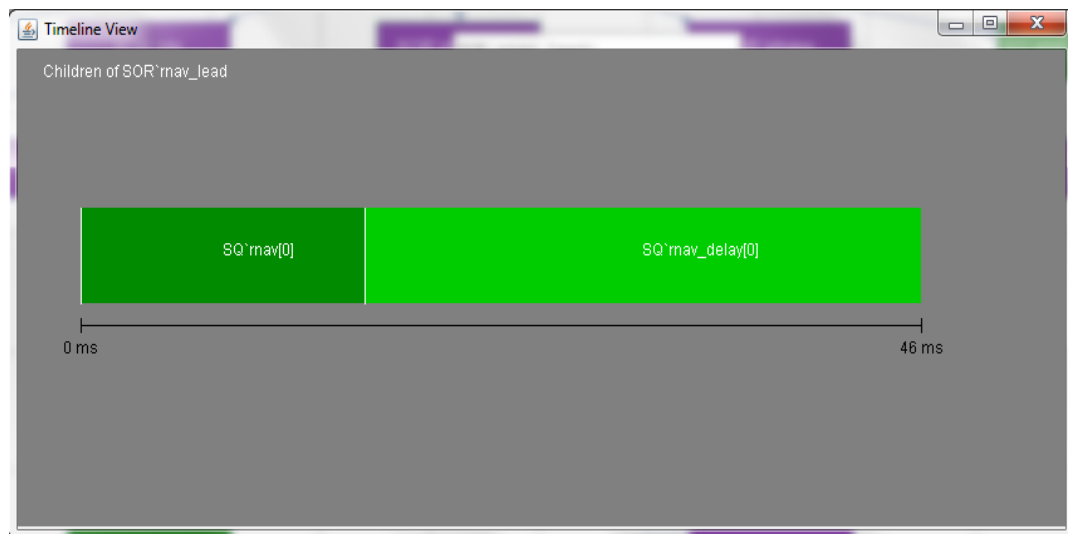 Timeline View
Children of SOR`rnav_lead
SQ`rnav[0]
SQ`rnav_delay[0]
0 ms
46 ms